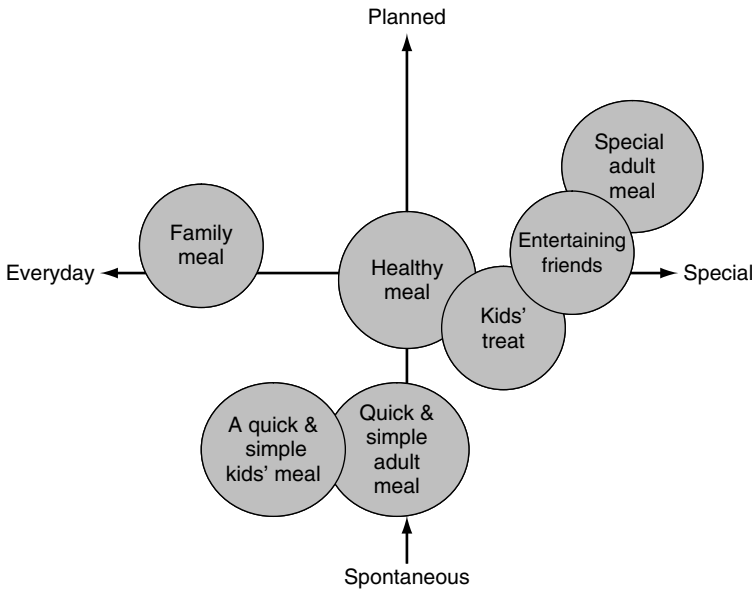 Planned
Special
adult
meal
Family
meal
Entertaining
friends
Everyday
Healthy
meal
Special
Kids’
treat
A quick &
simple
kids’ meal
Quick &
simple
adult
meal
Spontaneous